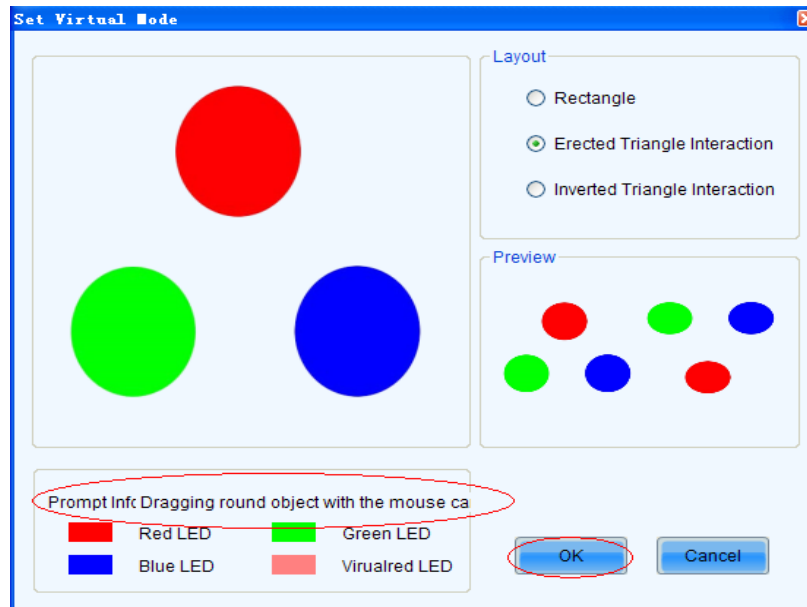 Set Virtual Mode
Layout
Rectangle
Erected Triangle Interaction
Inverted Triangle Interaction
Preview
Prompt Infc Dragging round object with the mouse ca
Red LED
Green LED
Blue LED
Virualred LED
OK
Cancel